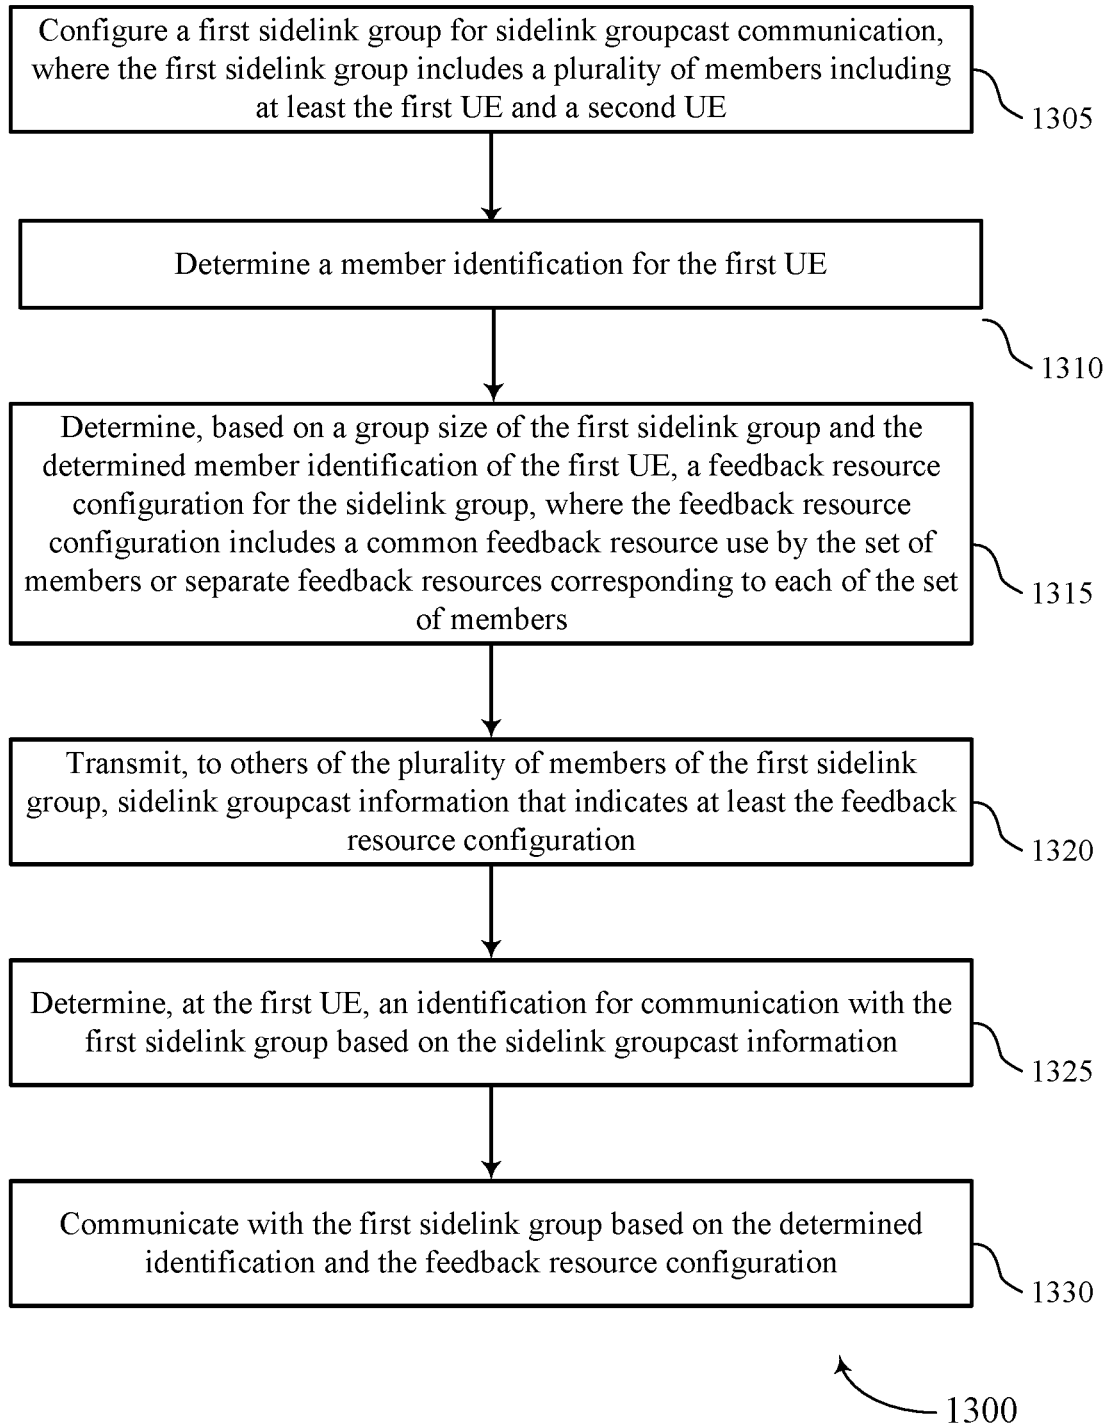 Configure a first sidelink group for sidelink groupcast communication,
where the first sidelink group includes a plurality of members including
at least the first UE and a second UE
1305
Determine a member identification for the first UE
1310
Determine, based on a group size of the first sidelink group and the
determined member identification of the first UE, a feedback resource
configuration for the sidelink group, where the feedback resource
configuration includes a common feedback resource use by the set of
members or separate feedback resources corresponding to each of the set
of members
1315
Transmit, to others of the plurality of members of the first sidelink
group, sidelink groupcast information that indicates at least the feedback
resource configuration
1320
Determine, at the first UE, an identification for communication with the
first sidelink group based on the sidelink groupcast information
1325
Communicate with the first sidelink group based on the determined
identification and the feedback resource configuration
1330
1300